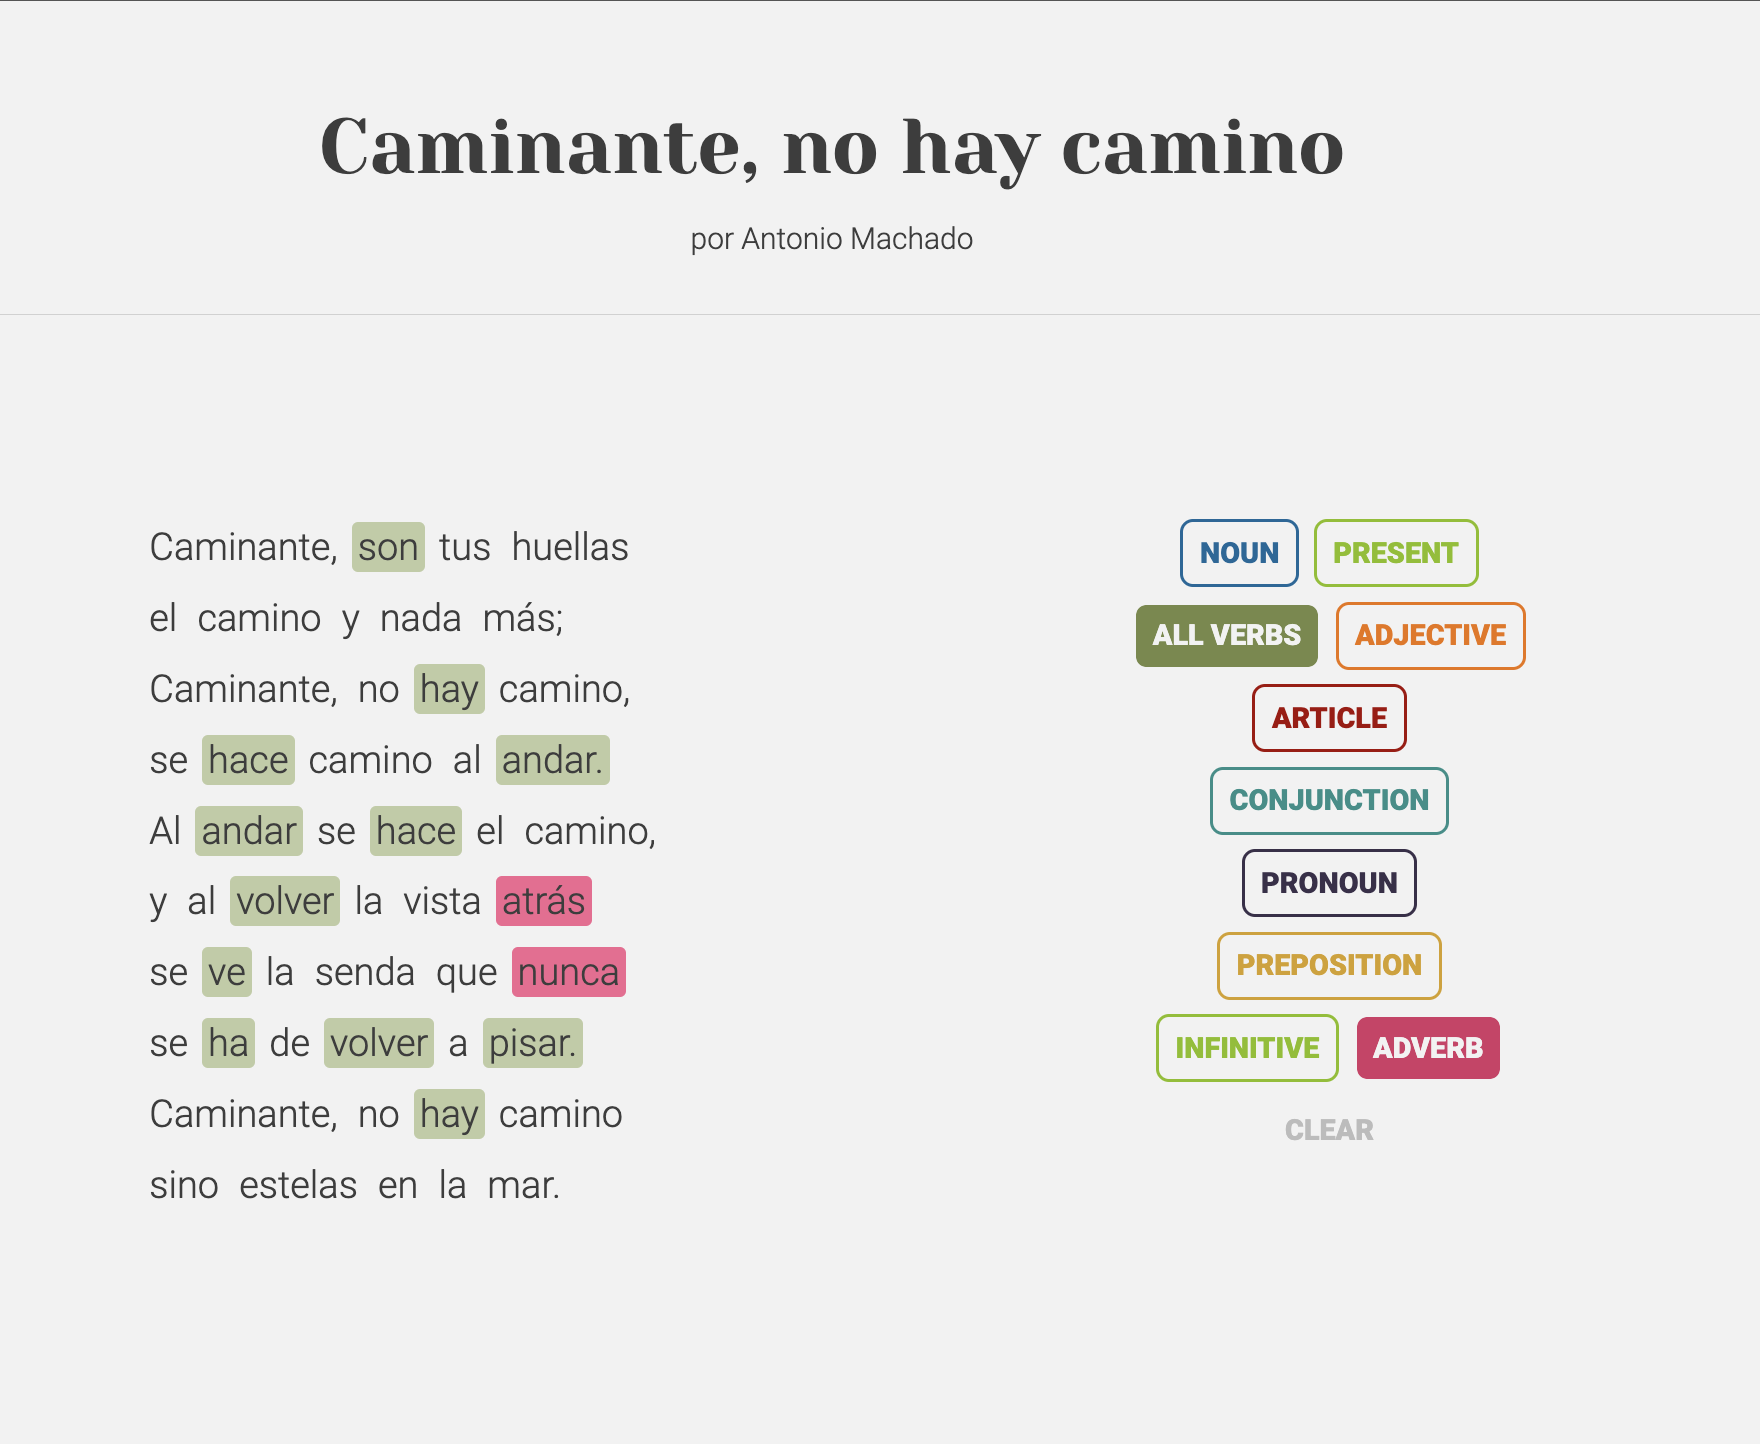 Caminante, no hay camino
por Antonio Machado
Caminante, son tus huellas
el camino y nada más;
Caminante, no hay camino,
se hace camino al andar.
Al andar se hace el camino,
y al volver la vista atrás
se ve la senda que nunca
se ha de volver a pisar.
Caminante, no hay camino
sino estelas en la mar.
NOUN PRESENT
ALL VERBS ADJECTIVE
ARTICLE
CONJUNCTION
PRONOUN
PREPOSITION
INFINITIVE ADVERB
CLEAR